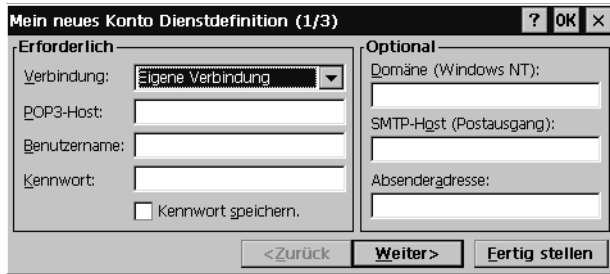 Mein neues Konto Dienstdefinition (1/3) ? OK ×
Erforderlich
Verbindung: Eigene Verbindung
POP3-Host:
Benutzername:
Kennwort:
Kennwort speichern.
Optional
Domäne (Windows NT):
SMTP-Host (Postausgang):
Absenderadresse:
<Zurück Weiter> Fertig stellen